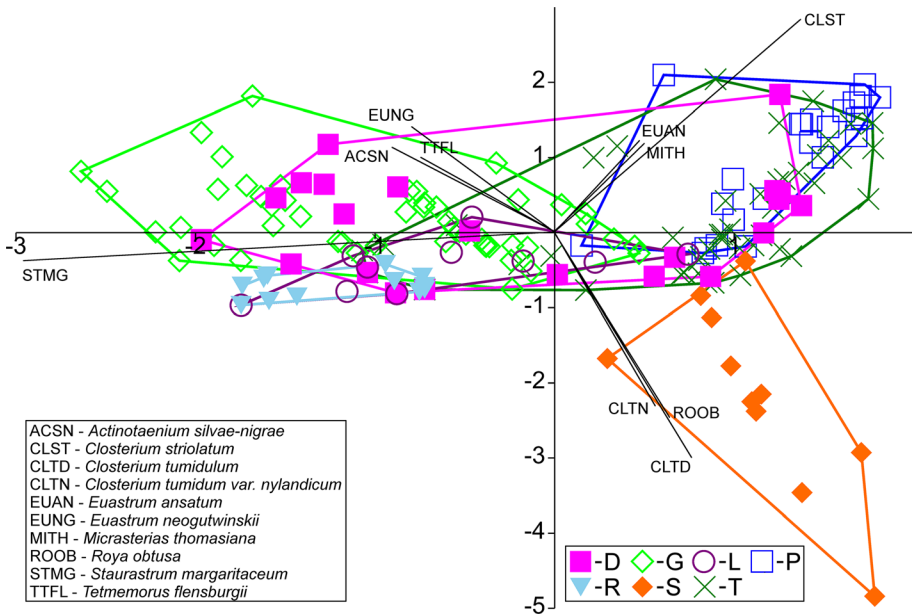 CLST
2
EUNG
EUAN
TTFL
ACSN
1
MITH
-3
-2
-1
1
STMG
-1
-2
CLTN
ROOB
-3
CLTD
-4
-5
ACSN - Actinotaenium silvae-nigrae
CLST - Closterium striolatum
CLTD - Closterium tumidulum
CLTN - Closterium tumidum var. nylandicum
EUAN - Euastrum ansatum
EUNG - Euastrum neogutwinskii
MITH - Micrasterias thomasiana
ROOB - Roya obtusa
STMG - Staurastrum margaritaceum
TTFL - Tetmemorus flensburgii
-D -G -L -P
-R -S -T